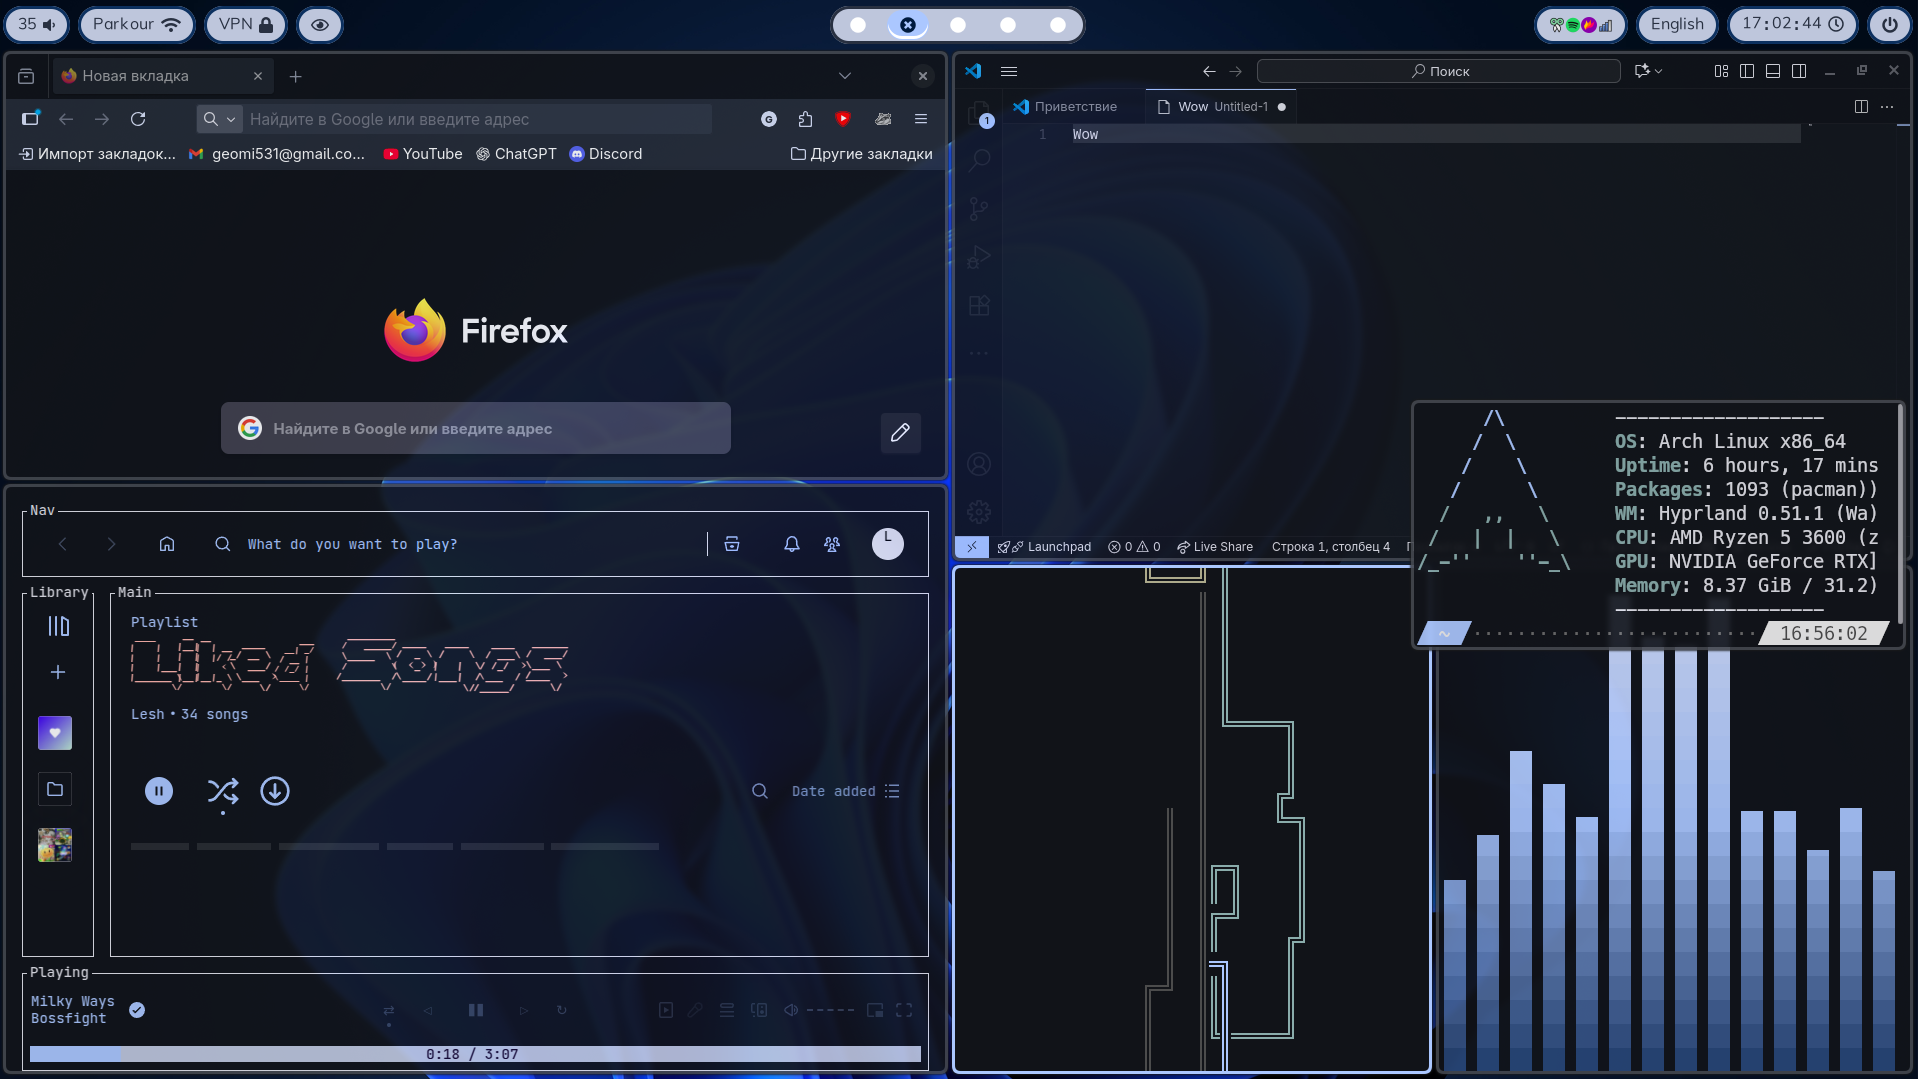 35
Parkour
VPN
English
17:02:44
Новая вкладка
Найдите в Google или введите адрес
Импорт закладок...
geomi531@gmail.co...
YouTube
ChatGPT
Discord
Другие закладки
Firefox
Найдите в Google или введите адрес
Поиск
Приветствие
Wow Untitled-1
1
1 Wow
Launchpad
0 0
Live Share
Строка 1, столбец 4
OS: Arch Linux x86_64
Uptime: 6 hours, 17 mins
Packages: 1093 (pacman))
WM: Hyprland 0.51.1 (Wa)
CPU: AMD Ryzen 5 3600 (z
GPU: NVIDIA GeForce RTX]
Memory: 8.37 GiB / 31.2)
~
16:56:02
Nav
What do you want to play?
L
Library
Main
Playlist
Liked Songs
Lesh • 34 songs
Date added
Playing
Milky Ways
Bossfight
0:18 / 3:07